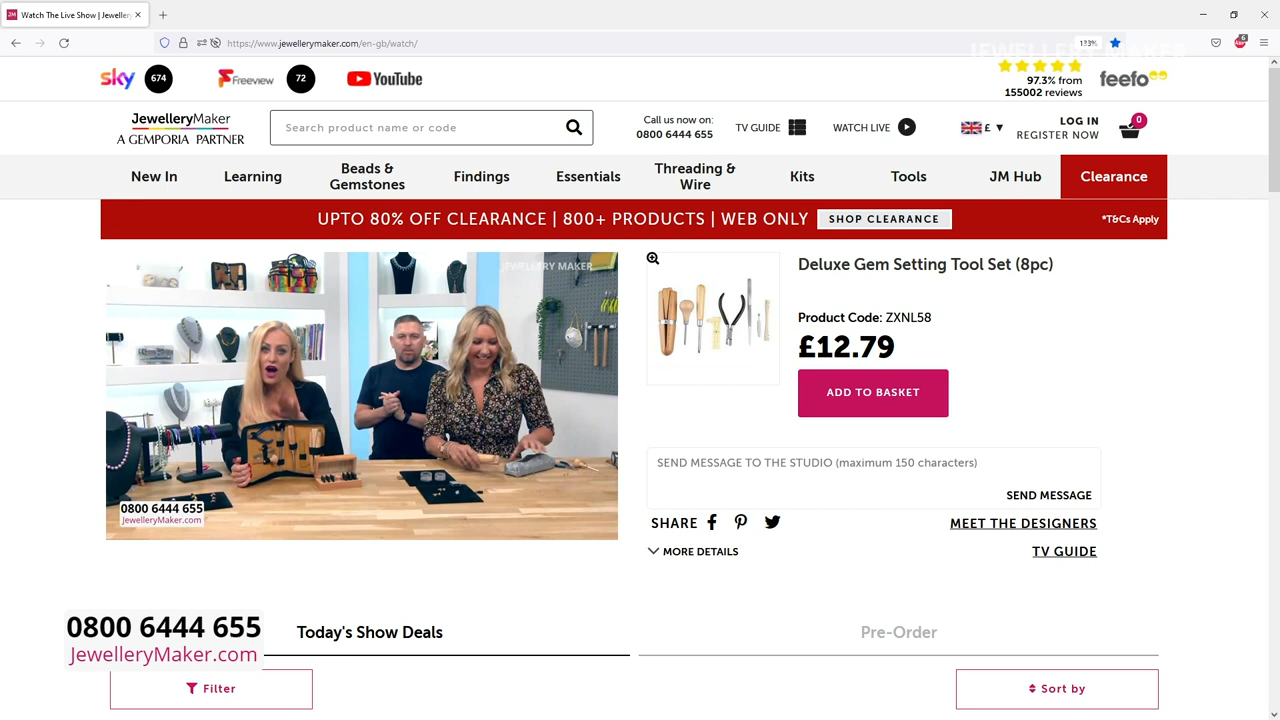 Watch The Live Show | Jeweller
https://www.jewellerymaker.com/en-gb/watch/
133%
JEWELLERY MAKER
sky 674
Freeview 72
YouTube
97.3% from
155002 reviews
feefo
JewelleryMaker
A GEMPORIA PARTNER
Search product name or code
Call us now on:
0800 6444 655
TV GUIDE
WATCH LIVE
£
LOG IN
REGISTER NOW
0
New In
Learning
Beads &
Gemstones
Findings
Essentials
Threading &
Wire
Kits
Tools
JM Hub
Clearance
UPTO 80% OFF CLEARANCE | 800+ PRODUCTS | WEB ONLY
SHOP CLEARANCE
*T&Cs Apply
JEWELLERY MAKER
0800 6444 655
JewelleryMaker.com
Deluxe Gem Setting Tool Set (8pc)
Product Code: ZXNL58
£12.79
ADD TO BASKET
SEND MESSAGE TO THE STUDIO (maximum 150 characters)
SEND MESSAGE
SHARE
MEET THE DESIGNERS
MORE DETAILS
TV GUIDE
0800 6444 655
JewelleryMaker.com
Today's Show Deals
Pre-Order
Filter
Sort by